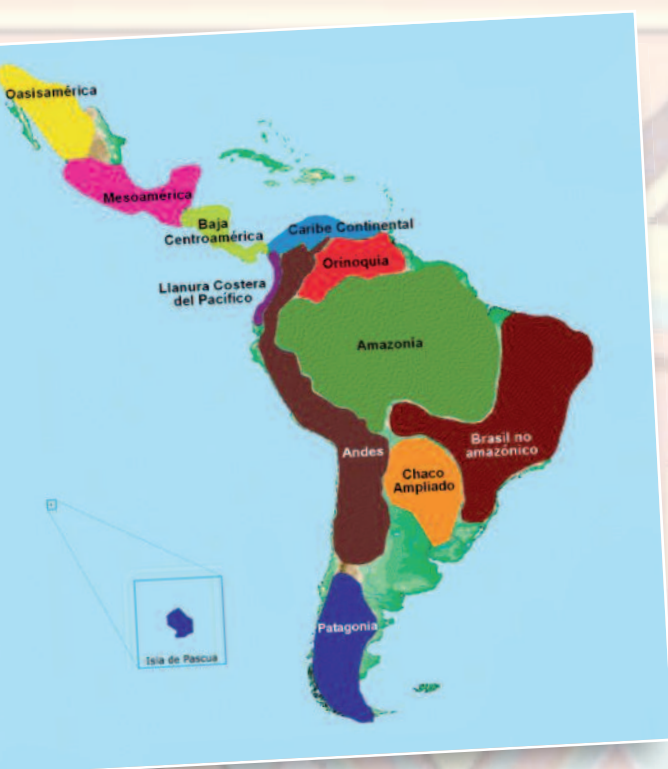 Oasisamérica
Mesoamérica
Baja
Centroamérica
Caribe Continental
Orinoquia
Llanura Costera
del Pacífico
Amazonia
Brasil no
amazónico
Andes
Chaco
Ampliado
Patagonia
Isla de Pascua